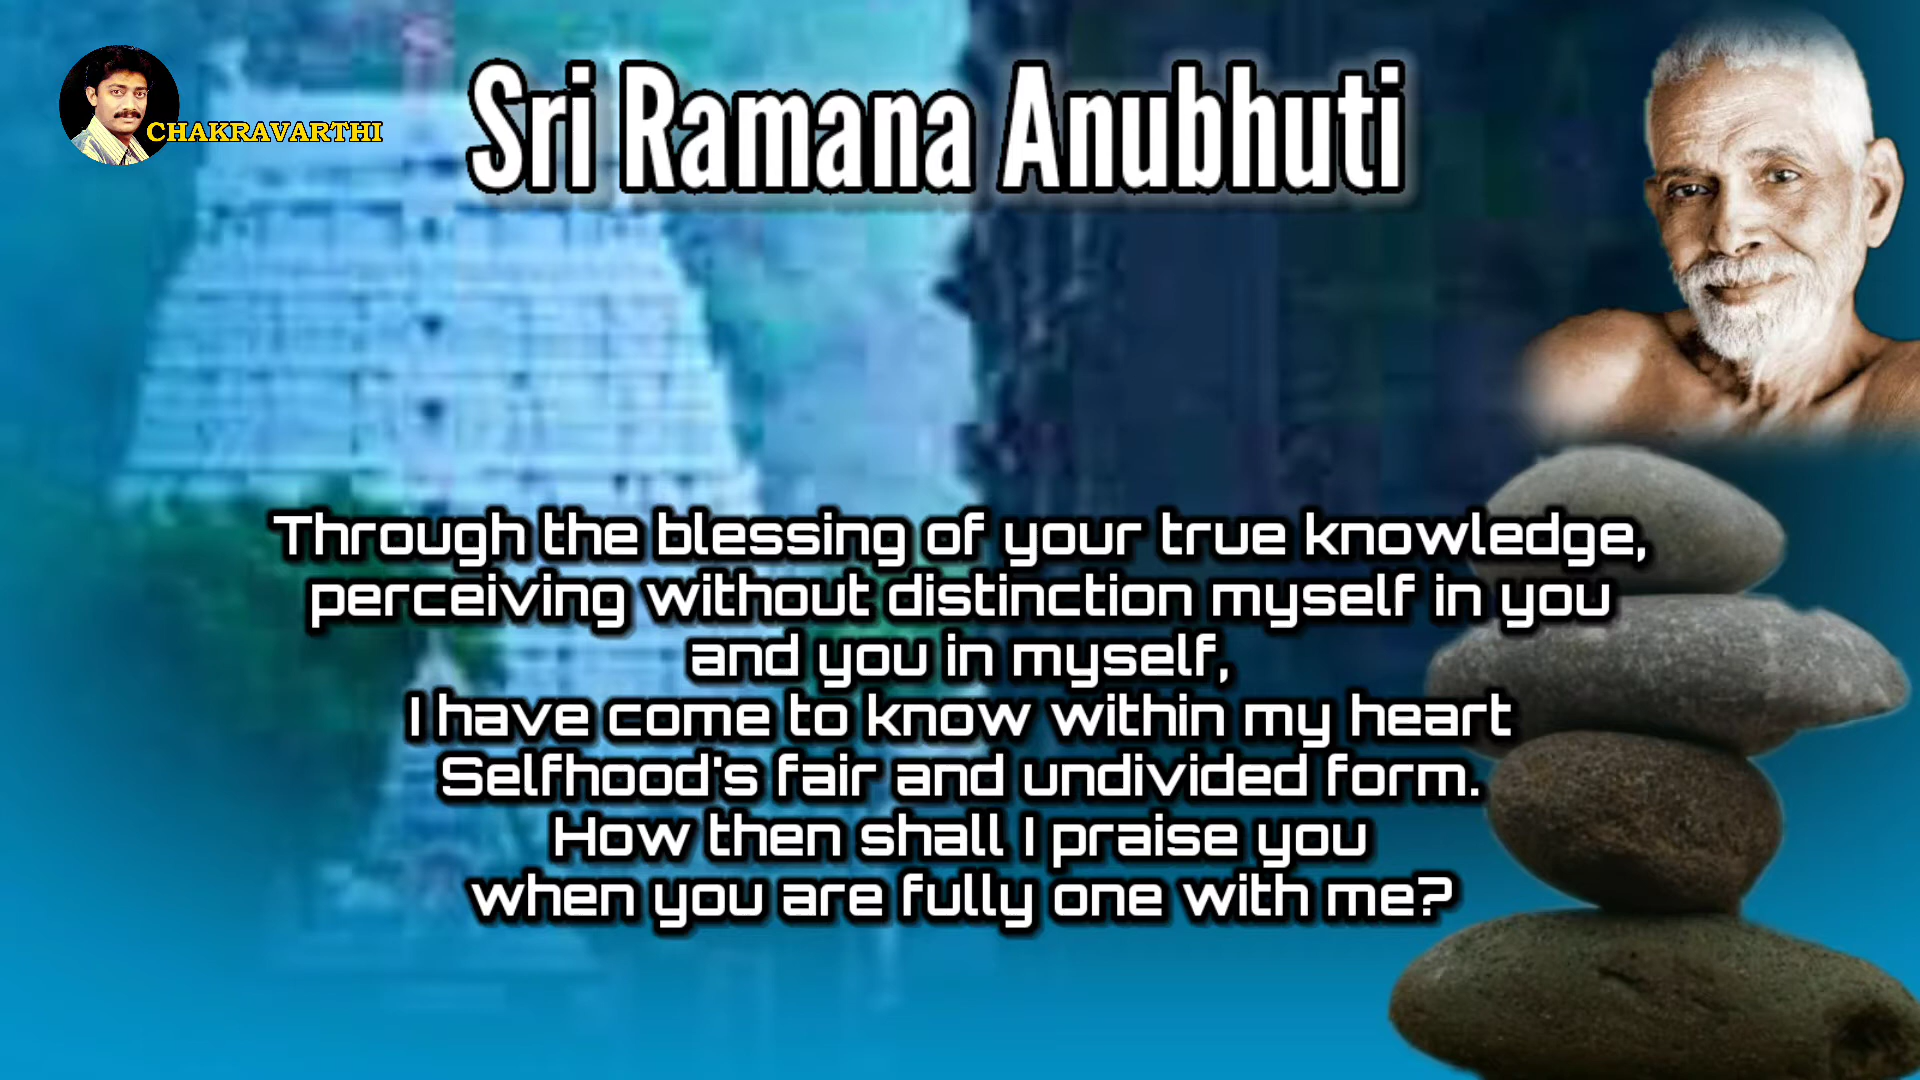 CHAKRAVARTHI
Sri Ramana Anubhuti
Through the blessing of your true knowledge,
perceiving without distinction myself in you
and you in myself,
I have come to know within my heart
Selfhood's fair and undivided form.
How then shall I praise you
when you are fully one with me?